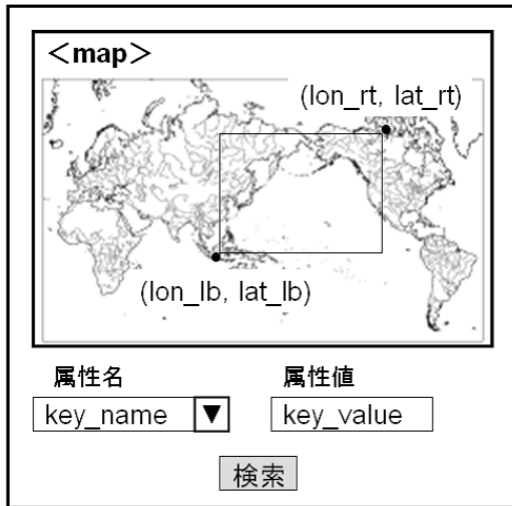 ＜map＞
(lon_rt, lat_rt)
(lon_lb, lat_lb)
属性名 属性値
key_name ▼ key_value
検索